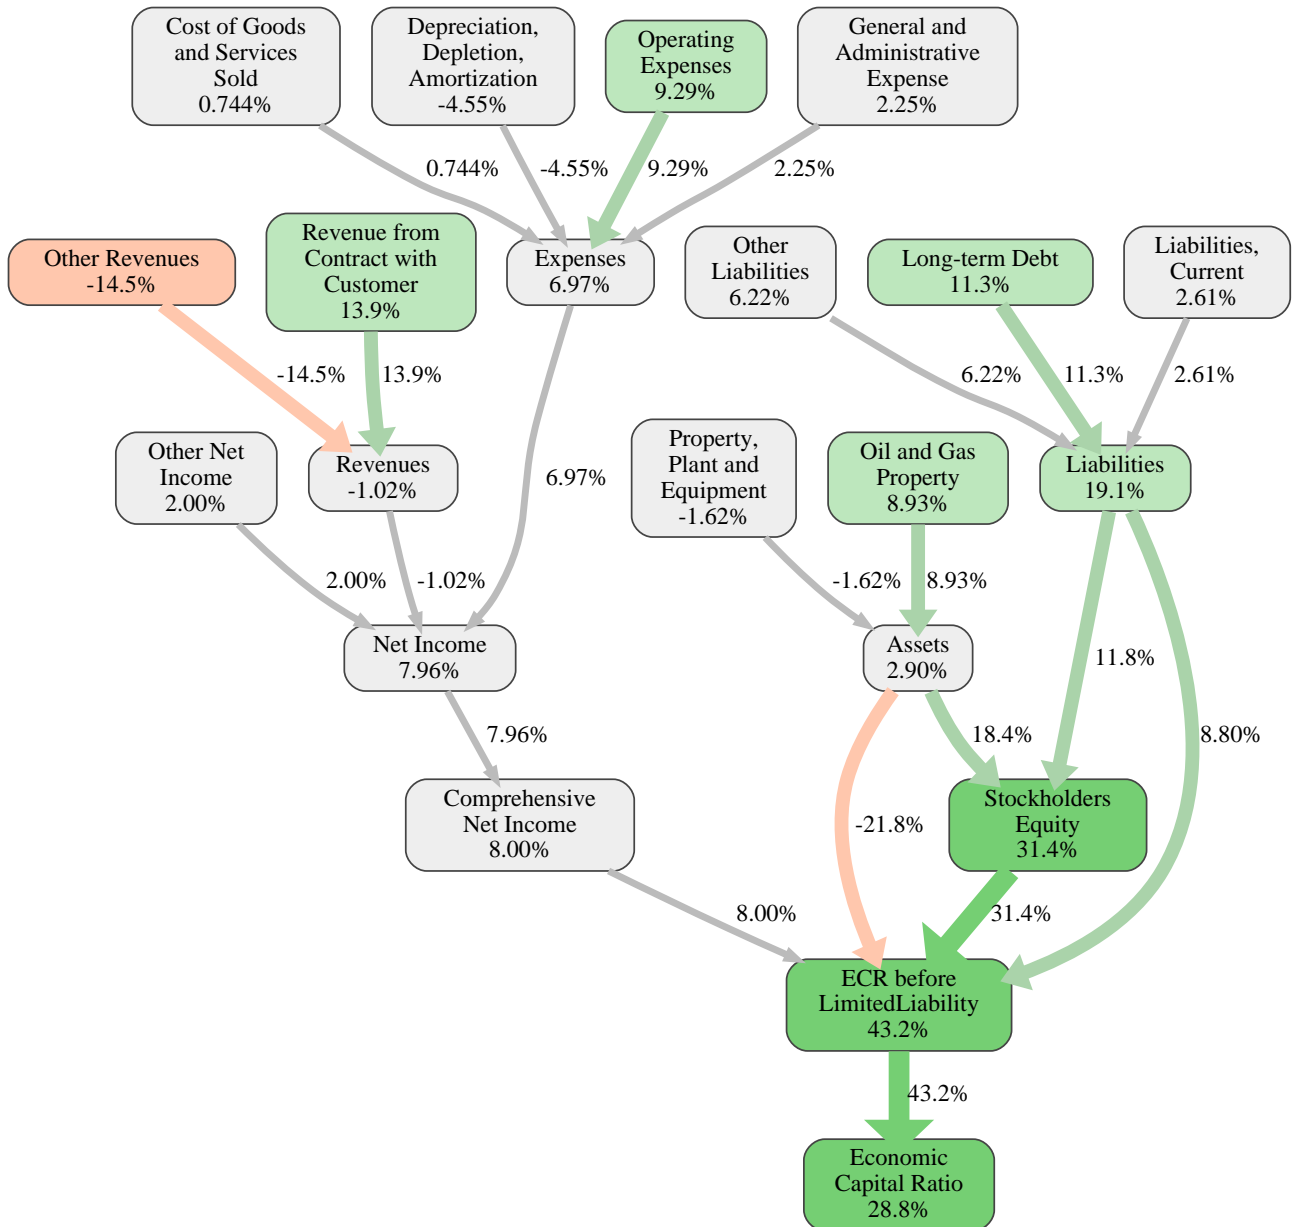 Cost of Goods
and Services
Sold
0.744%
Depreciation,
Depletion,
Amortization
-4.55%
Operating
Expenses
9.29%
General and
Administrative
Expense
2.25%
0.744%
-4.55%
9.29%
2.25%
Other Revenues
-14.5%
Revenue from
Contract with
Customer
13.9%
Expenses
6.97%
Other
Liabilities
6.22%
Long-term Debt
11.3%
Liabilities,
Current
2.61%
-14.5%
13.9%
6.22%
11.3%
2.61%
Other Net
Income
2.00%
Revenues
-1.02%
6.97%
Property,
Plant and
Equipment
-1.62%
Oil and Gas
Property
8.93%
Liabilities
19.1%
2.00%
-1.02%
-1.62%
8.93%
Net Income
7.96%
Assets
2.90%
11.8%
7.96%
18.4%
8.80%
Comprehensive
Net Income
8.00%
-21.8%
Stockholders
Equity
31.4%
8.00%
31.4%
ECR before
LimitedLiability
43.2%
43.2%
Economic
Capital Ratio
28.8%